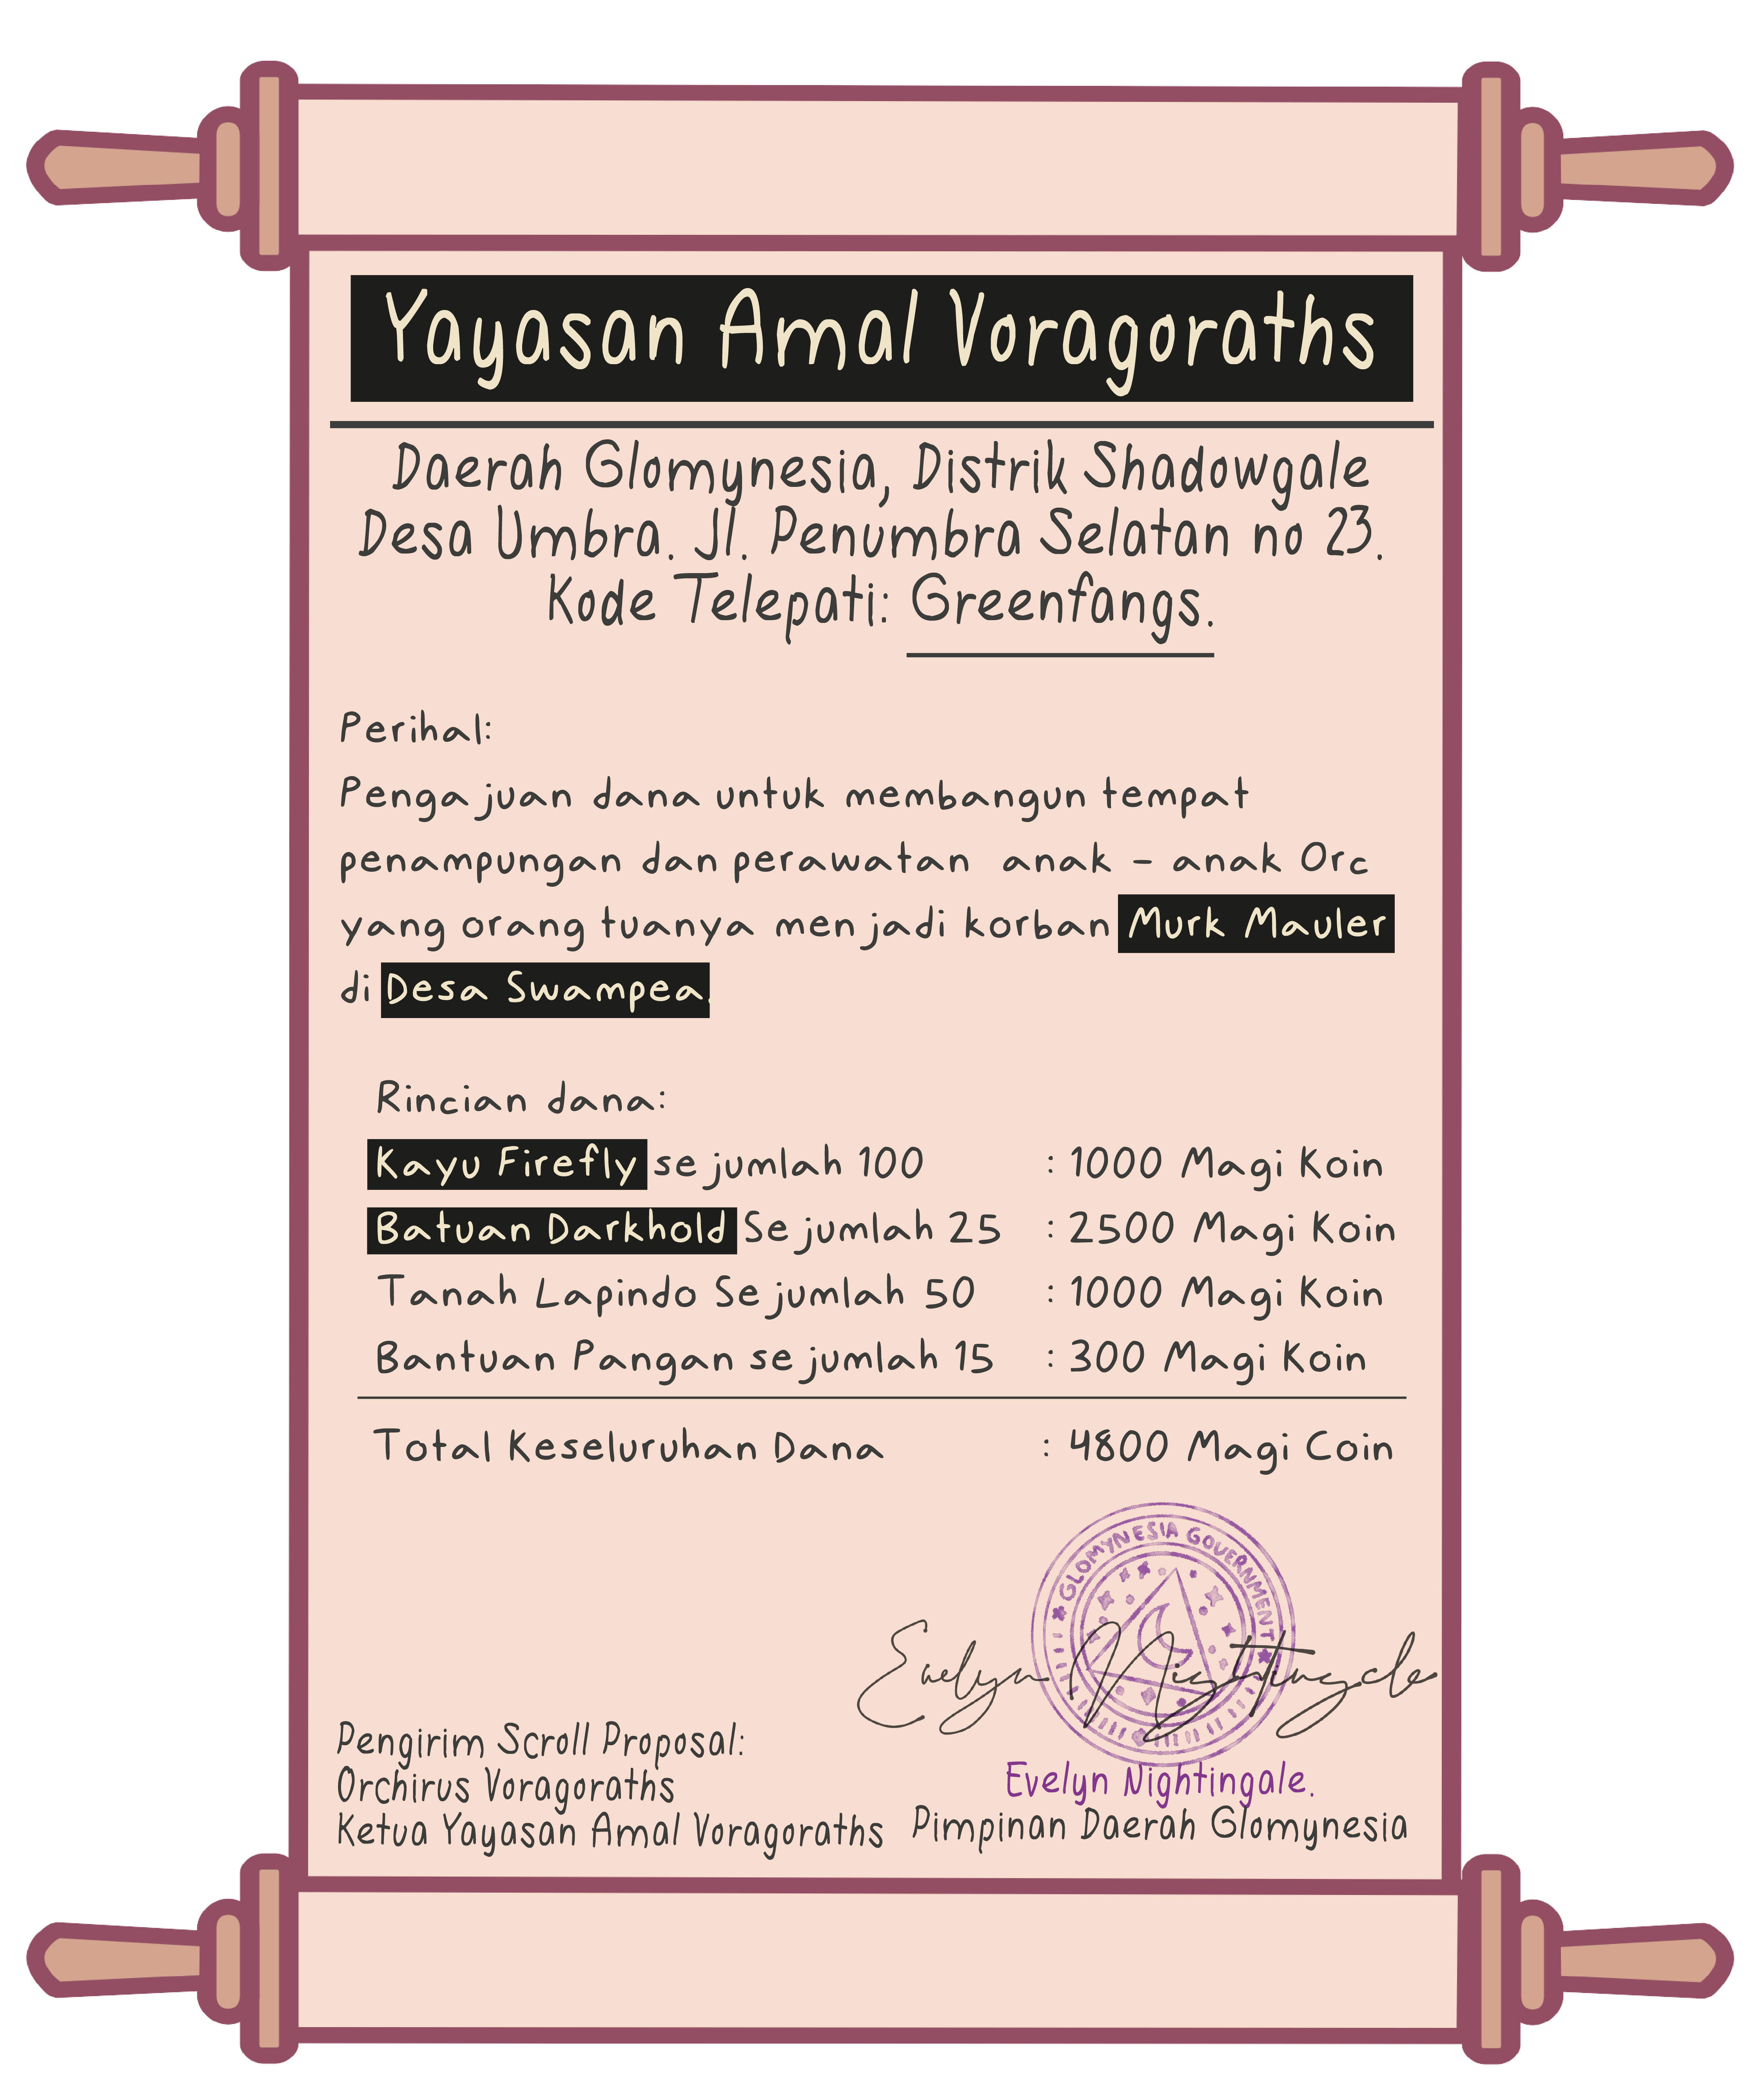 Yayasan Amal Voragoraths
Daerah Glomynesia, Distrik Shadowgale
Desa Umbra. Jl. Penumbra Selatan no 23.
Kode Telepati: Greenfangs.
Perihal:
Pengajuan dana untuk membangun tempat
penampungan dan perawatan anak - anak Orc
yang orang tuanya menjadi korban Murk Mauler
di Desa Swampea.
Rincian dana:
Kayu Firefly sejumlah 100 : 1000 Magi Koin
Batuan Darkhold Sejumlah 25 : 2500 Magi Koin
Tanah Lapindo Sejumlah 50 : 1000 Magi Koin
Bantuan Pangan sejumlah 15 : 300 Magi Koin
Total Keseluruhan Dana : 4800 Magi Coin
GLOMYNESIA GOVERNMENT
Evelyn Nightingale
Pengirim Scroll Proposal:
Orchirus Voragoraths
Ketua Yayasan Amal Voragoraths
Evelyn Nightingale.
Pimpinan Daerah Glomynesia